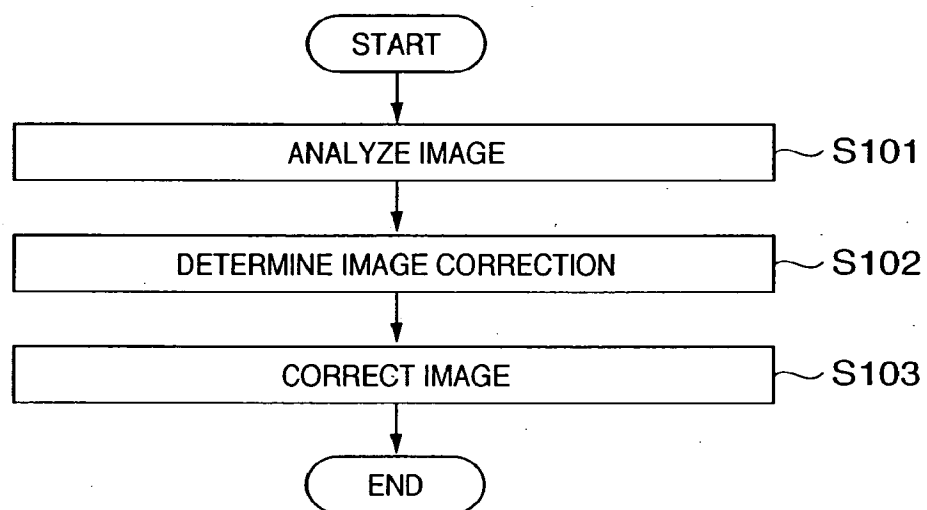 START
ANALYZE IMAGE S101
DETERMINE IMAGE CORRECTION S102
CORRECT IMAGE S103
END